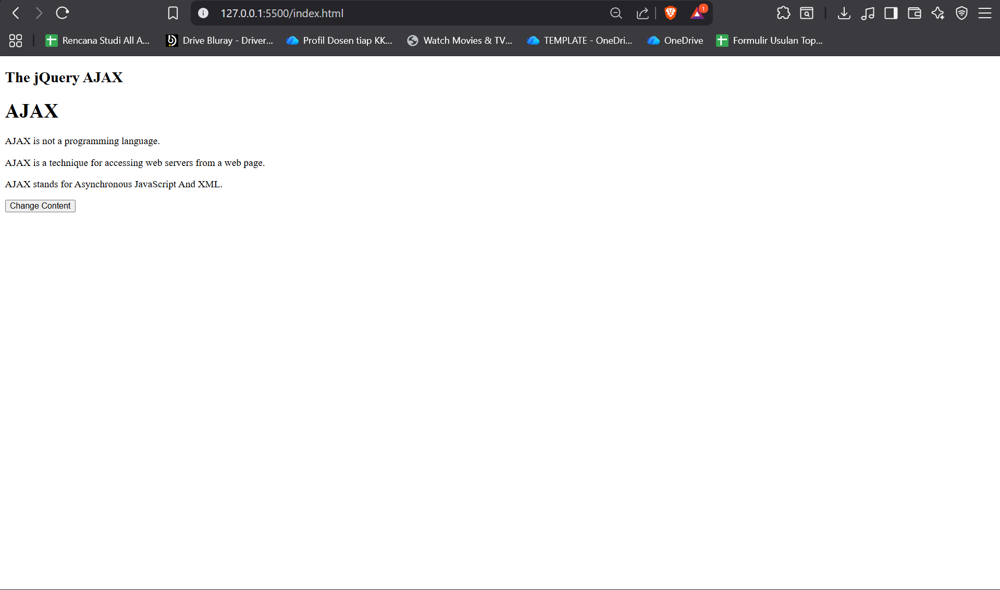 127.0.0.1:5500/index.html
1
Rencana Studi All A...
Drive Bluray - Driver...
Profil Dosen tiap KK...
Watch Movies & TV...
TEMPLATE - OneDri...
OneDrive
Formulir Usulan Top...
The jQuery AJAX
AJAX
AJAX is not a programming language.
AJAX is a technique for accessing web servers from a web page.
AJAX stands for Asynchronous JavaScript And XML.
Change Content